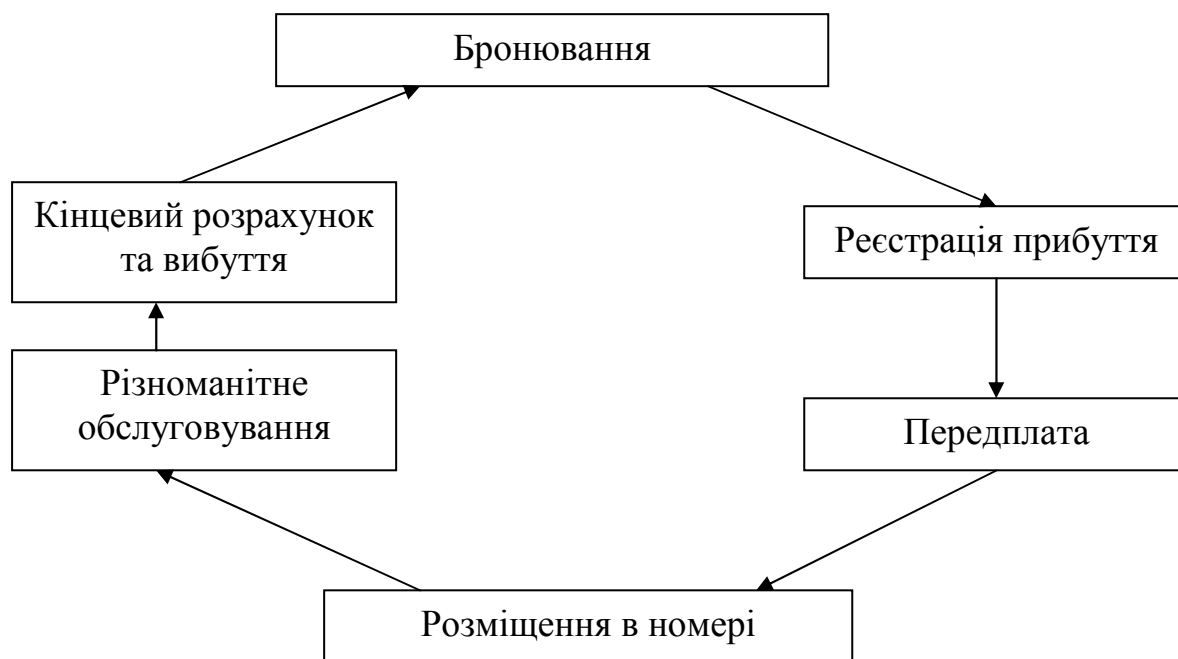 Бронювання
Кінцевий розрахунок
та вибуття
Реєстрація прибуття
Різноманітне
обслуговування
Передплата
Розміщення в номері